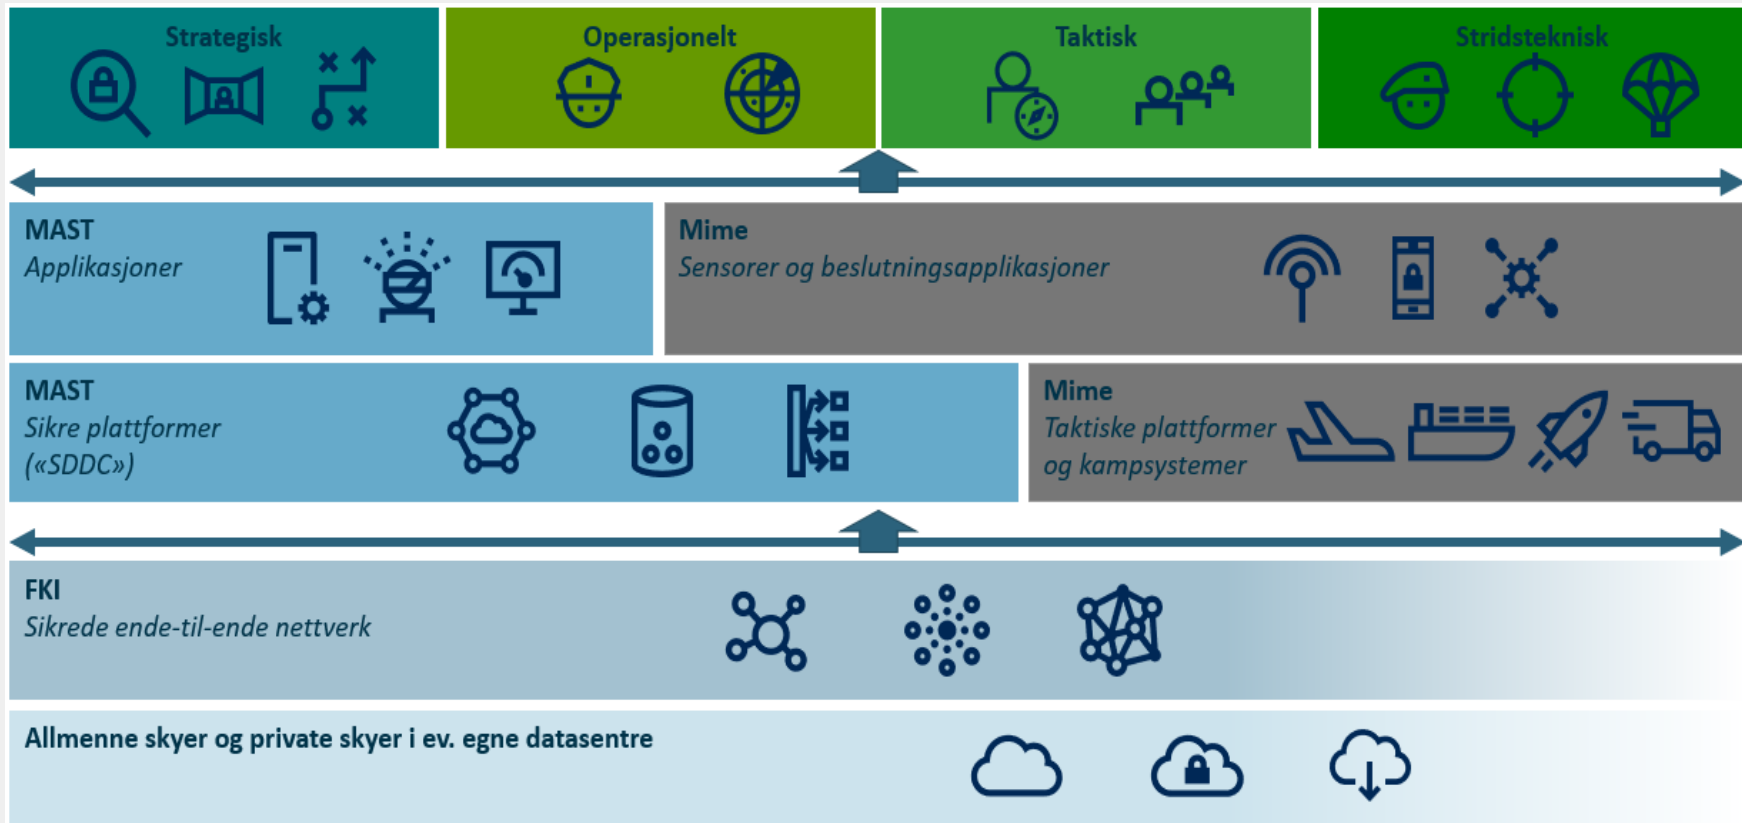 Strategisk
Operasjonelt
Taktisk
Stridsteknisk
MAST
Applikasjoner
Mime
Sensorer og beslutningsapplikasjoner
MAST
Sikre plattformer
(«SDDC»)
Mime
Taktiske plattformer
og kampsystemer
FKI
Sikrede ende-til-ende nettverk
Allmenne skyer og private skyer i ev. egne datasentre